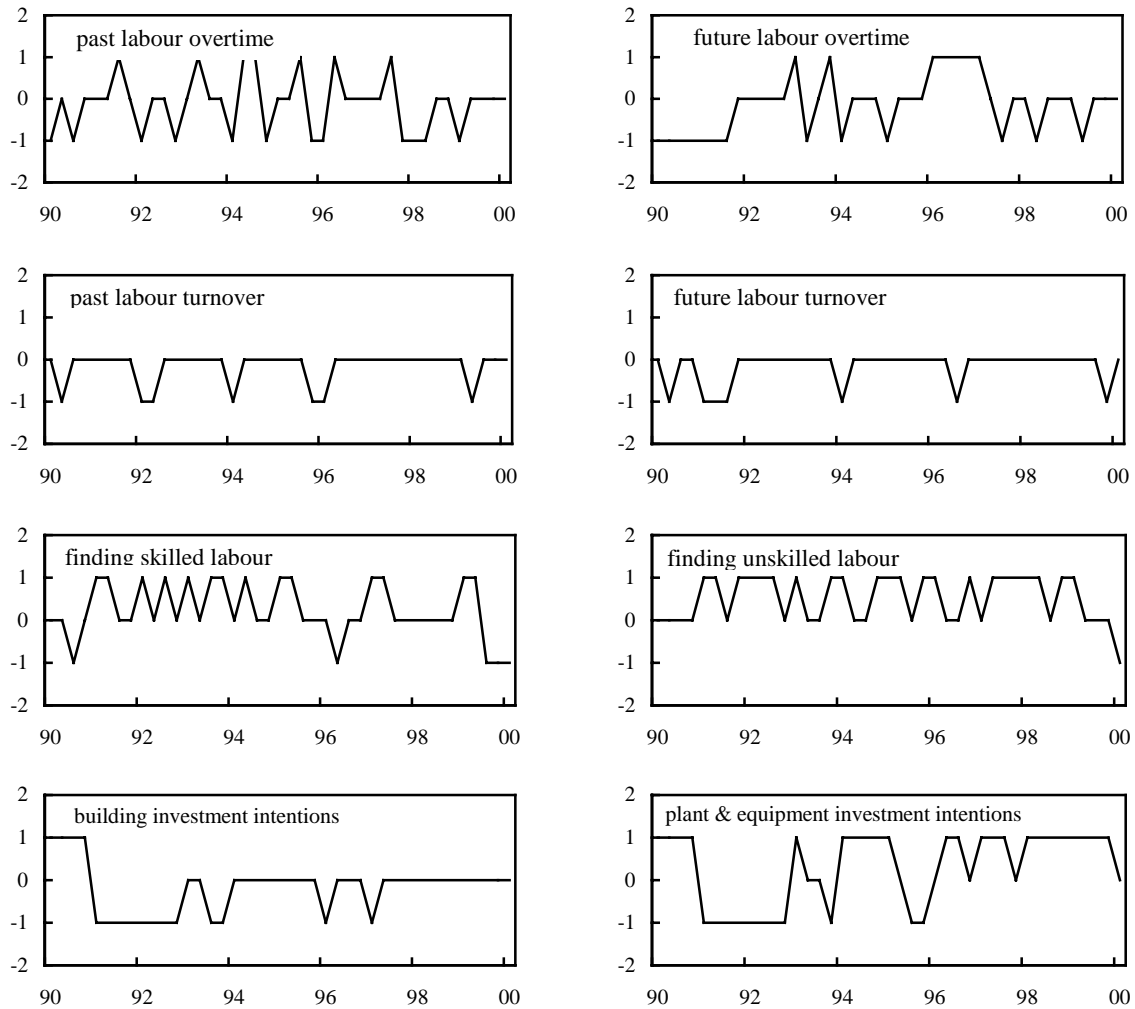 2
past labour overtime
1
0
-1
-2
90 92 94 96 98 00
2
future labour overtime
1
0
-1
-2
90 92 94 96 98 00
2
past labour turnover
1
0
-1
-2
90 92 94 96 98 00
2
future labour turnover
1
0
-1
-2
90 92 94 96 98 00
2
finding skilled labour
1
0
-1
-2
90 92 94 96 98 00
2
finding unskilled labour
1
0
-1
-2
90 92 94 96 98 00
2
building investment intentions
1
0
-1
-2
90 92 94 96 98 00
2
plant & equipment investment intentions
1
0
-1
-2
90 92 94 96 98 00